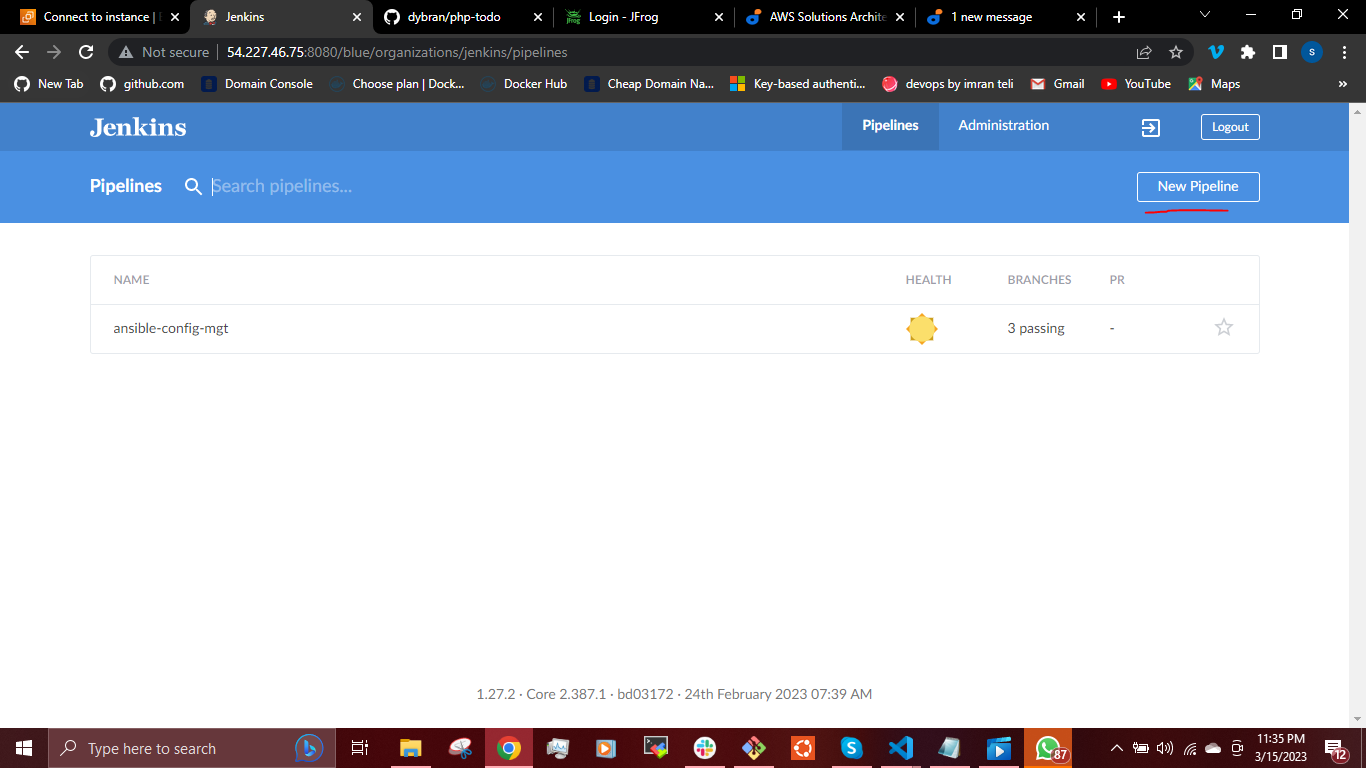 Connect to instance |
Jenkins
dybran/php-todo
Login - JFrog
AWS Solutions Archite
1 new message
Not secure
54.227.46.75:8080/blue/organizations/jenkins/pipelines
S
New Tab
github.com
Domain Console
Choose plan | Dock...
Docker Hub
Cheap Domain Na...
Key-based authenti...
devops by imran teli
Gmail
YouTube
Maps
»
Jenkins
Pipelines
Administration
Logout
Pipelines
Search pipelines...
New Pipeline
NAME
HEALTH
BRANCHES
PR
ansible-config-mgt
3 passing
-
1.27.2 · Core 2.387.1 · bd03172 · 24th February 2023 07:39 AM
Type here to search
87
11:35 PM
3/15/2023
12